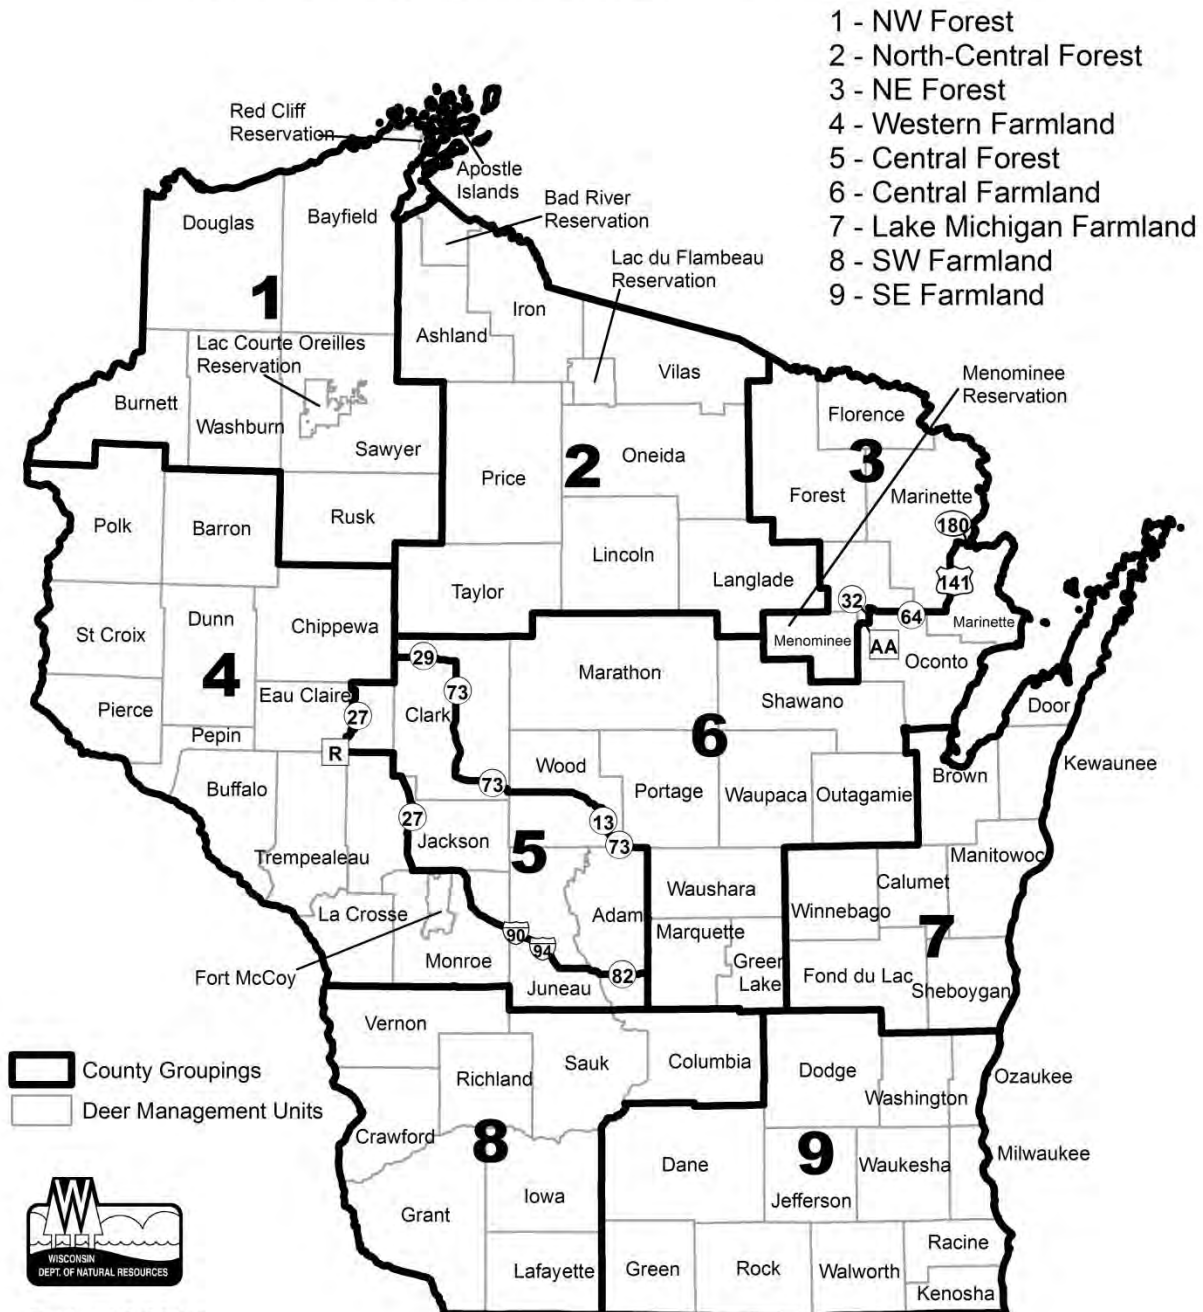 1 - NW Forest
2 - North-Central Forest
3 - NE Forest
4 - Western Farmland
5 - Central Forest
6 - Central Farmland
7 - Lake Michigan Farmland
8 - SW Farmland
9 - SE Farmland
Red Cliff
Reservation
Apostle
Islands
Bad River
Reservation
Douglas
Bayfield
Lac du Flambeau
Reservation
1
Iron
Ashland
Lac Courte Oreilles
Reservation
Vilas
Menominee
Reservation
Burnett
Washburn
Sawyer
Florence
2
Oneida
3
Price
Forest
Marinette
Polk
Barron
Rusk
180
Lincoln
Langlade
Taylor
141
32
64
Marinette
St Croix
Dunn
Chippewa
Menominee
AA
Oconto
29
Marathon
4
Eau Claire
73
Shawano
Pierce
27
Clark
Door
Pepin
R
6
Wood
Brown
Kewaunee
Buffalo
73
Portage
Waupaca
Outagamie
27
13
Jackson
5
73
Trempealeau
Manitowoc
Waushara
Calumet
La Crosse
Adam
Winnebago
90
Marquette
7
94
Monroe
Green
Lake
Fort McCoy
82
Fond du Lac
Juneau
Sheboygan
Vernon
County Groupings
Sauk
Columbia
Dodge
Ozaukee
Richland
Washington
Deer Management Units
Crawford
8
9
Milwaukee
Dane
Waukesha
Iowa
Jefferson
Grant
W
WISCONSIN
DEPT. OF NATURAL RESOURCES
Racine
Lafayette
Green
Rock
Walworth
Kenosha